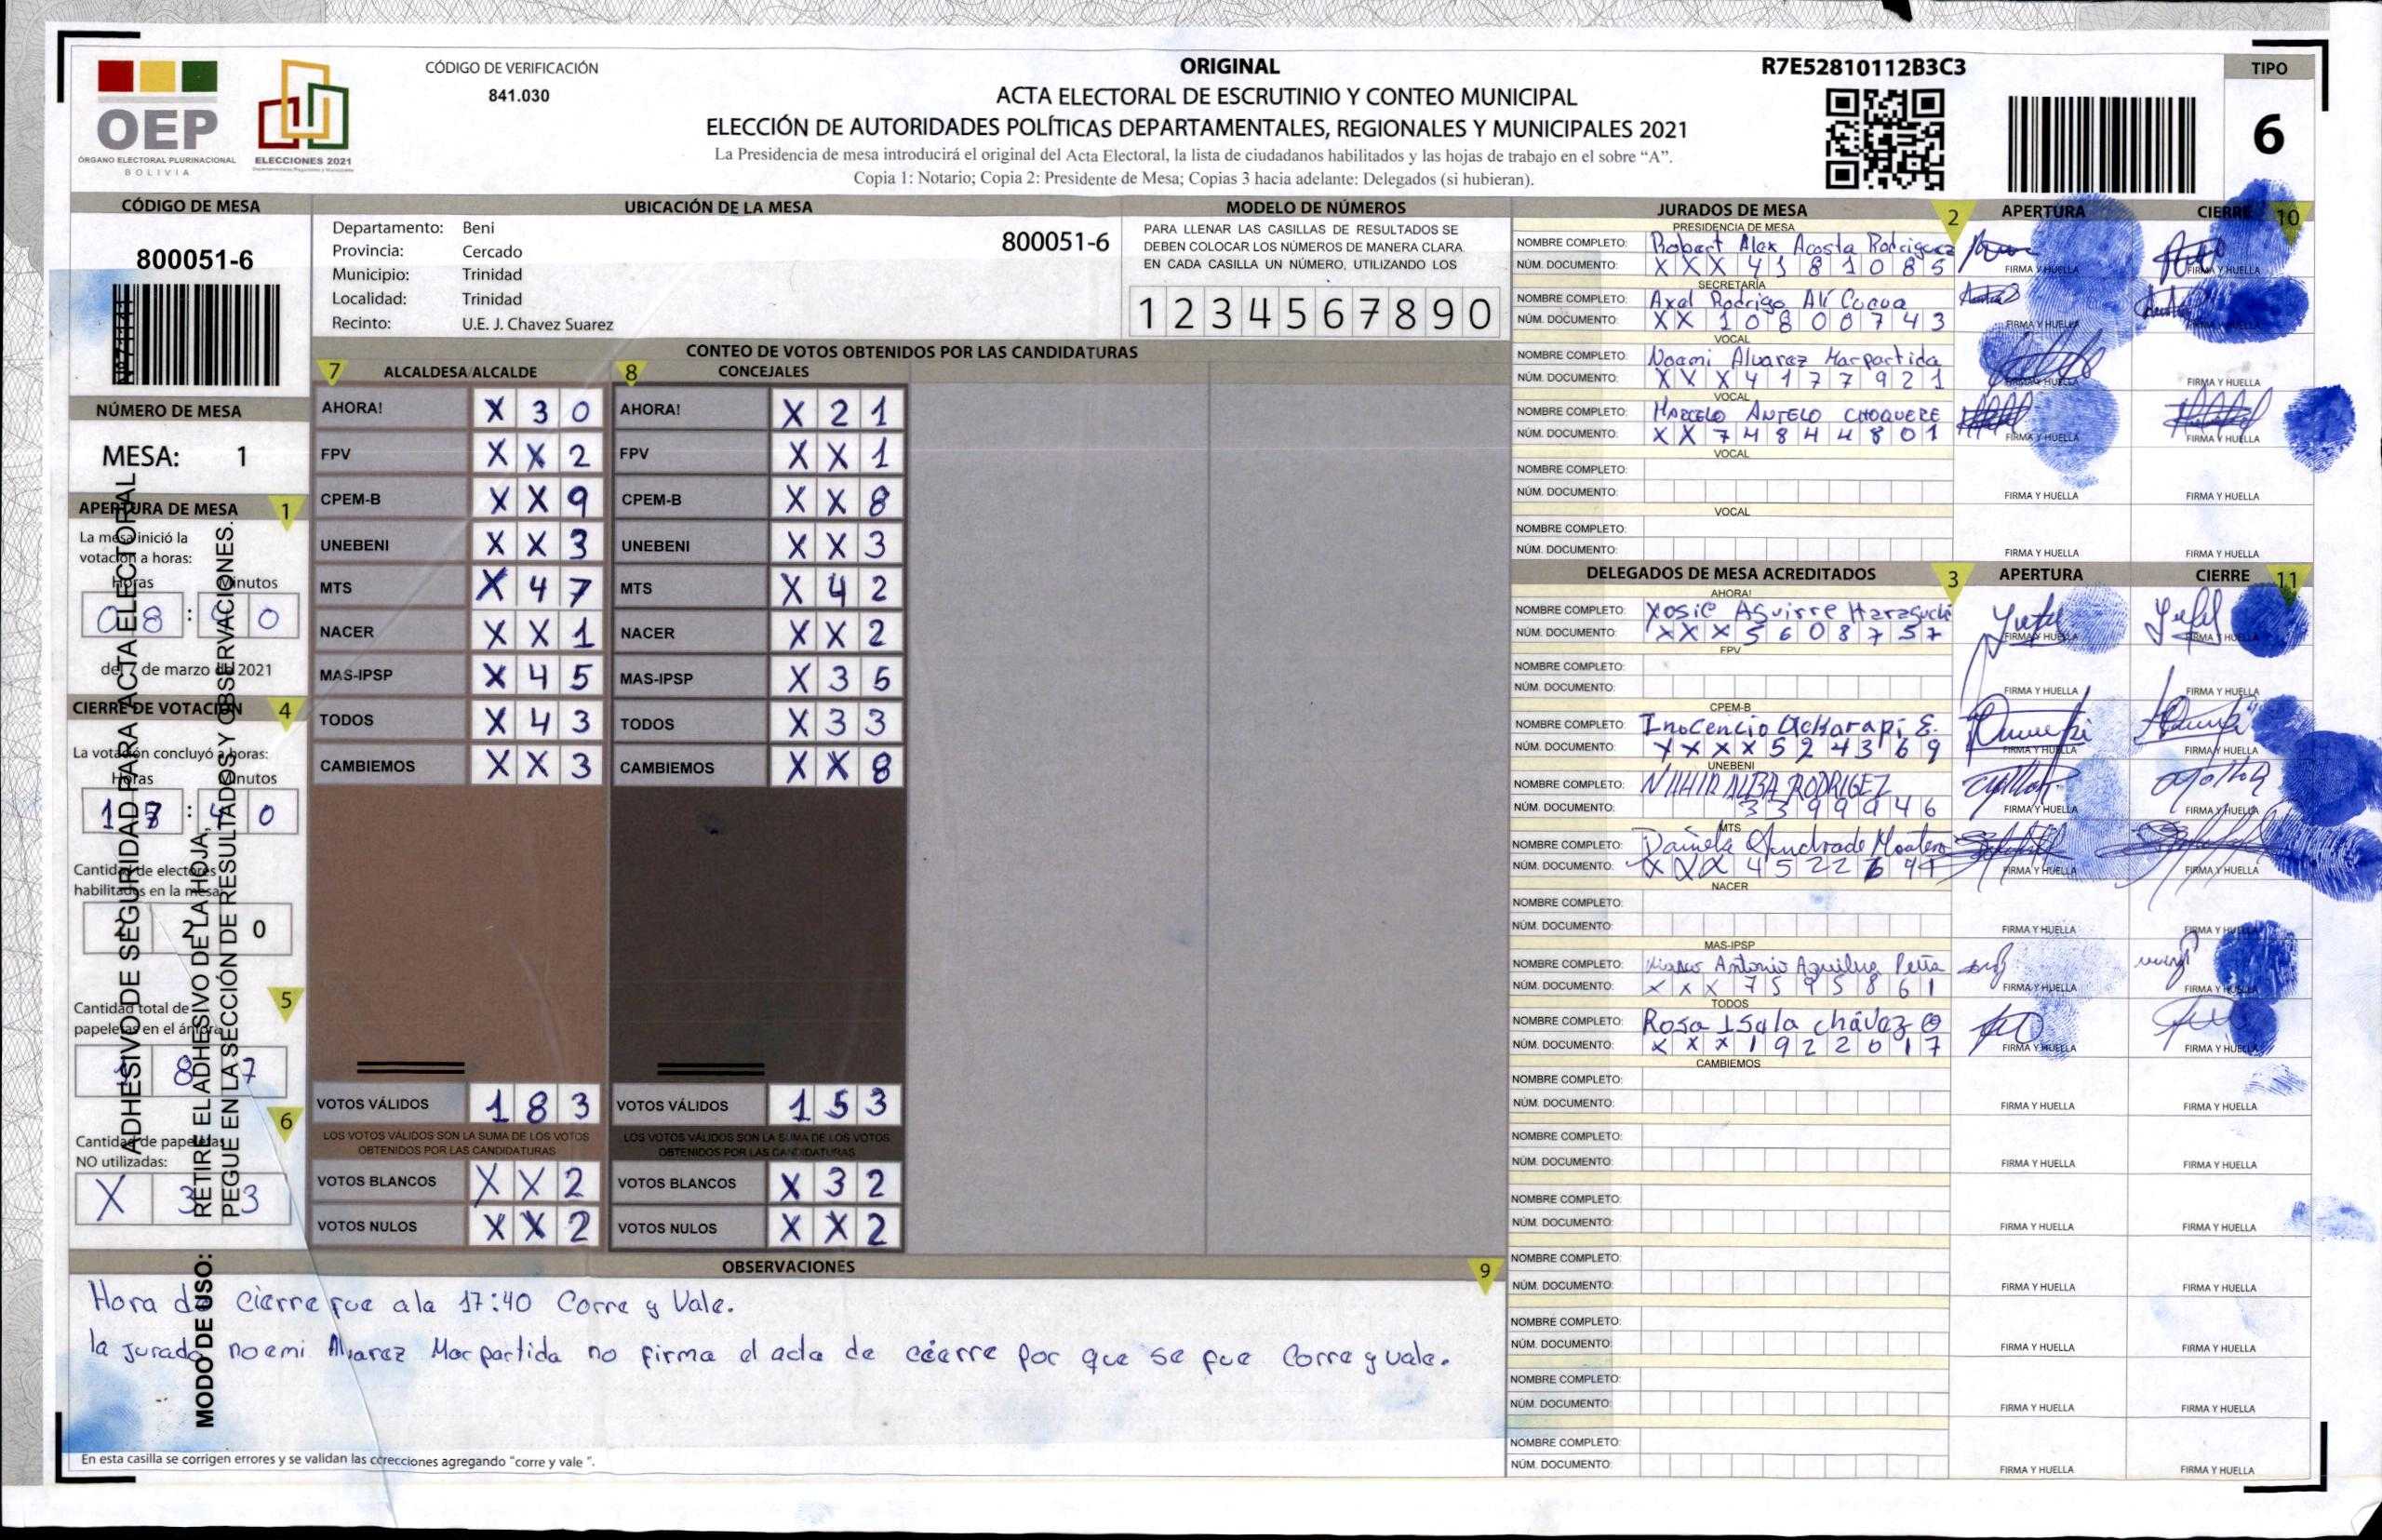 OEP
ÓRGANO ELECTORAL PLURINACIONAL
BOLIVIA
ELECCIONES 2021
CÓDIGO DE VERIFICACIÓN
841.030
ORIGINAL
ACTA ELECTORAL DE ESCRUTINIO Y CONTEO MUNICIPAL
ELECCIÓN DE AUTORIDADES POLÍTICAS DEPARTAMENTALES, REGIONALES Y MUNICIPALES 2021
La Presidencia de mesa introducirá el original del Acta Electoral, la lista de ciudadanos habilitados y las hojas de trabajo en el sobre “A”.
Copia 1: Notario; Copia 2: Presidente de Mesa; Copias 3 hacia adelante: Delegados (si hubieran).
R7E52810112B3C3
TIPO
6
CÓDIGO DE MESA
800051-6
NÚMERO DE MESA
MESA: 1
APERTURA DE MESA 1
La mesa inició la
votación a horas:
Horas Minutos
08 : 0
de marzo de 2021
CIERRE DE VOTACIÓN 4
La votación concluyó a horas:
Horas Minutos
17 : 40
Cantidad de electores
habilitados en la mesa
2 2 0
5
Cantidad total de
papeletas en el ánfora
8 7
6
Cantidad de papeletas
NO utilizadas:
X 3 3
ADHESIVO DE SEGURIDAD PARA ACTA ELECTORAL
MODO DE USO: RETIRE EL ADHESIVO DE LA HOJA,
PEGUE EN LA SECCIÓN DE RESULTADOS Y OBSERVACIONES.
UBICACIÓN DE LA MESA
Departamento: Beni
Provincia: Cercado
Municipio: Trinidad
Localidad: Trinidad
Recinto: U.E. J. Chavez Suarez
800051-6
MODELO DE NÚMEROS
PARA LLENAR LAS CASILLAS DE RESULTADOS SE
DEBEN COLOCAR LOS NÚMEROS DE MANERA CLARA.
EN CADA CASILLA UN NÚMERO, UTILIZANDO LOS
1 2 3 4 5 6 7 8 9 0
CONTEO DE VOTOS OBTENIDOS POR LAS CANDIDATURAS
7 ALCALDESA/ALCALDE
AHORA! X 3 0
FPV X X 2
CPEM-B X X 9
UNEBENI X X 3
MTS X 4 7
NACER X X 1
MAS-IPSP X 4 5
TODOS X 4 3
CAMBIEMOS X X 3
VOTOS VÁLIDOS 1 8 3
LOS VOTOS VÁLIDOS SON LA SUMA DE LOS VOTOS
OBTENIDOS POR LAS CANDIDATURAS
VOTOS BLANCOS X X 2
VOTOS NULOS X X 2
8 CONCEJALES
AHORA! X 2 1
FPV X X 1
CPEM-B X X 8
UNEBENI X X 3
MTS X 4 2
NACER X X 2
MAS-IPSP X 3 5
TODOS X 3 3
CAMBIEMOS X X 8
VOTOS VÁLIDOS 1 5 3
LOS VOTOS VÁLIDOS SON LA SUMA DE LOS VOTOS
OBTENIDOS POR LAS CANDIDATURAS
VOTOS BLANCOS X 3 2
VOTOS NULOS X X 2
OBSERVACIONES 9
Hora de cierre fue ala 17:40 Corre y Vale.
la jurado noemi Alvarez Marpartida no firma el acta de cierre por que se fue Corre y vale.
En esta casilla se corrigen errores y se validan las correcciones agregando “corre y vale ”.
JURADOS DE MESA 2 APERTURA CIERRE 10
PRESIDENCIA DE MESA
NOMBRE COMPLETO: Robert Alex Acosta Rodriguez
NÚM. DOCUMENTO: X X X 4 1 8 1 0 8 5 FIRMA Y HUELLA FIRMA Y HUELLA
SECRETARÍA
NOMBRE COMPLETO: Axel Rodrigo Alí Cueva
NÚM. DOCUMENTO: X X 1 0 8 0 0 7 4 3 FIRMA Y HUELLA FIRMA Y HUELLA
VOCAL
NOMBRE COMPLETO: Noemi Alvarez Marpartida
NÚM. DOCUMENTO: X X X 4 1 7 7 9 2 1 FIRMA Y HUELLA FIRMA Y HUELLA
VOCAL
NOMBRE COMPLETO: MARCELO ANTELO CHOQUERE
NÚM. DOCUMENTO: X X 7 4 8 4 4 8 0 1 FIRMA Y HUELLA FIRMA Y HUELLA
VOCAL
NOMBRE COMPLETO:
NÚM. DOCUMENTO: FIRMA Y HUELLA FIRMA Y HUELLA
VOCAL
NOMBRE COMPLETO:
NÚM. DOCUMENTO: FIRMA Y HUELLA FIRMA Y HUELLA
DELEGADOS DE MESA ACREDITADOS 3 APERTURA CIERRE 11
AHORA!
NOMBRE COMPLETO: Yosie Aguirre Haraguchi
NÚM. DOCUMENTO: X X X 5 6 0 8 7 5 7 FIRMA Y HUELLA FIRMA Y HUELLA
FPV
NOMBRE COMPLETO:
NÚM. DOCUMENTO: FIRMA Y HUELLA FIRMA Y HUELLA
CPEM-B
NOMBRE COMPLETO: Inocencio E.
NÚM. DOCUMENTO: X X X X 5 2 4 3 6 9 FIRMA Y HUELLA FIRMA Y HUELLA
UNEBENI
NOMBRE COMPLETO: NAHIR ALBA RODRIGEZ
NÚM. DOCUMENTO: 3 3 9 9 9 4 6 FIRMA Y HUELLA FIRMA Y HUELLA
MTS
NOMBRE COMPLETO: Daniela Andrade Montero
NÚM. DOCUMENTO: X X X 4 5 2 2 FIRMA Y HUELLA FIRMA Y HUELLA
NACER
NOMBRE COMPLETO:
NÚM. DOCUMENTO: FIRMA Y HUELLA FIRMA Y HUELLA
MAS-IPSP
NOMBRE COMPLETO: Antonio Aguilera Peña
NÚM. DOCUMENTO: X X X 7 5 9 5 8 6 1 FIRMA Y HUELLA FIRMA Y HUELLA
TODOS
NOMBRE COMPLETO: Rosa Isela chávez
NÚM. DOCUMENTO: X X X 1 9 2 2 0 1 7 FIRMA Y HUELLA FIRMA Y HUELLA
CAMBIEMOS
NOMBRE COMPLETO:
NÚM. DOCUMENTO: FIRMA Y HUELLA FIRMA Y HUELLA
NOMBRE COMPLETO:
NÚM. DOCUMENTO: FIRMA Y HUELLA FIRMA Y HUELLA
NOMBRE COMPLETO:
NÚM. DOCUMENTO: FIRMA Y HUELLA FIRMA Y HUELLA
NOMBRE COMPLETO:
NÚM. DOCUMENTO: FIRMA Y HUELLA FIRMA Y HUELLA
NOMBRE COMPLETO:
NÚM. DOCUMENTO: FIRMA Y HUELLA FIRMA Y HUELLA
NOMBRE COMPLETO:
NÚM. DOCUMENTO: FIRMA Y HUELLA FIRMA Y HUELLA
NOMBRE COMPLETO:
NÚM. DOCUMENTO: FIRMA Y HUELLA FIRMA Y HUELLA